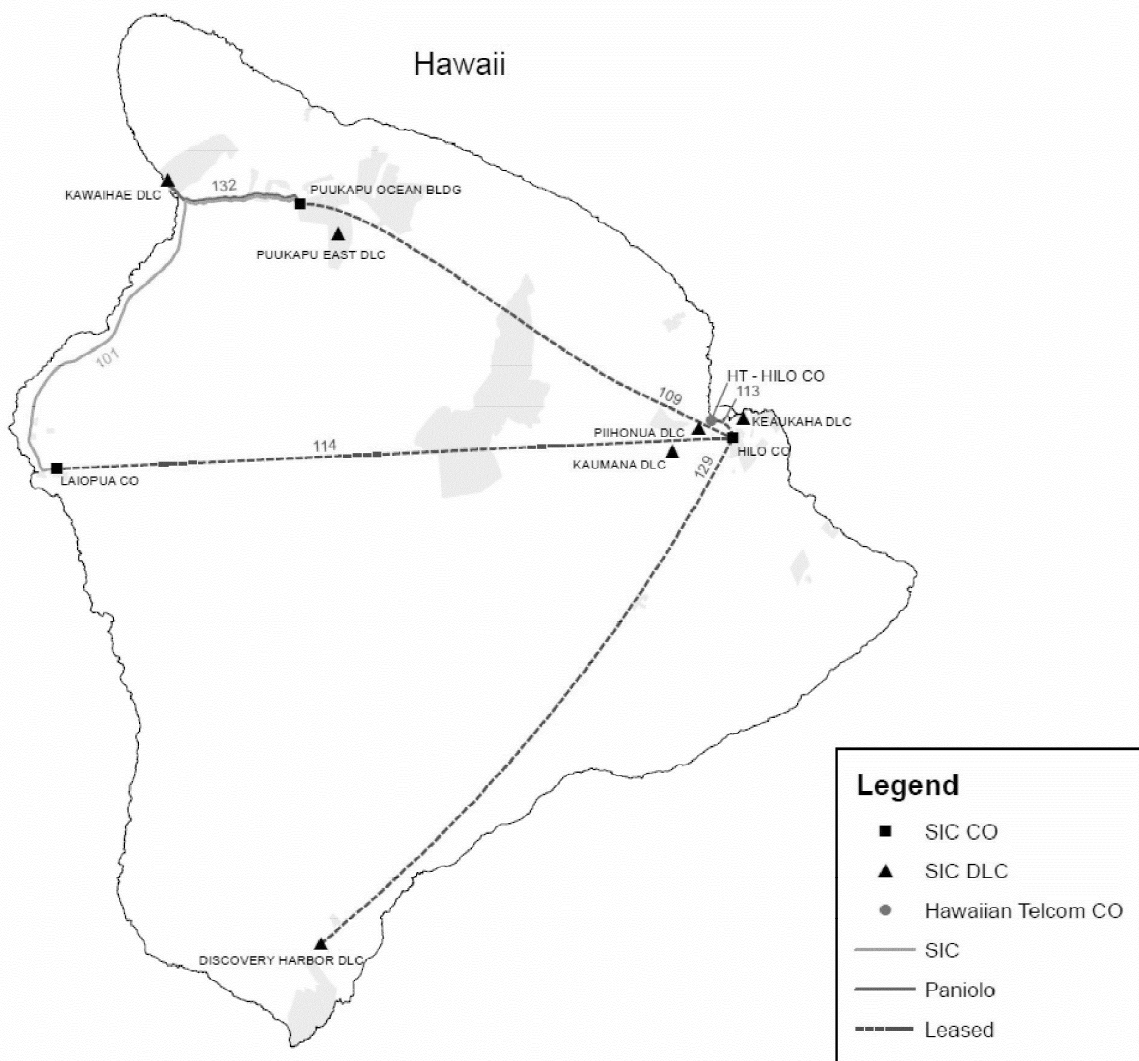 Hawaii
KAWAIHAE DLC
132
PUUKAPU OCEAN BLDG
PUUKAPU EAST DLC
101
HT - HILO CO
109
113
KEAUKAHA DLC
PIIHONUA DLC
HILO CO
114
KAUMANA DLC
129
LAIOPUA CO
DISCOVERY HARBOR DLC
Legend
SIC CO
SIC DLC
Hawaiian Telcom CO
SIC
Paniolo
Leased